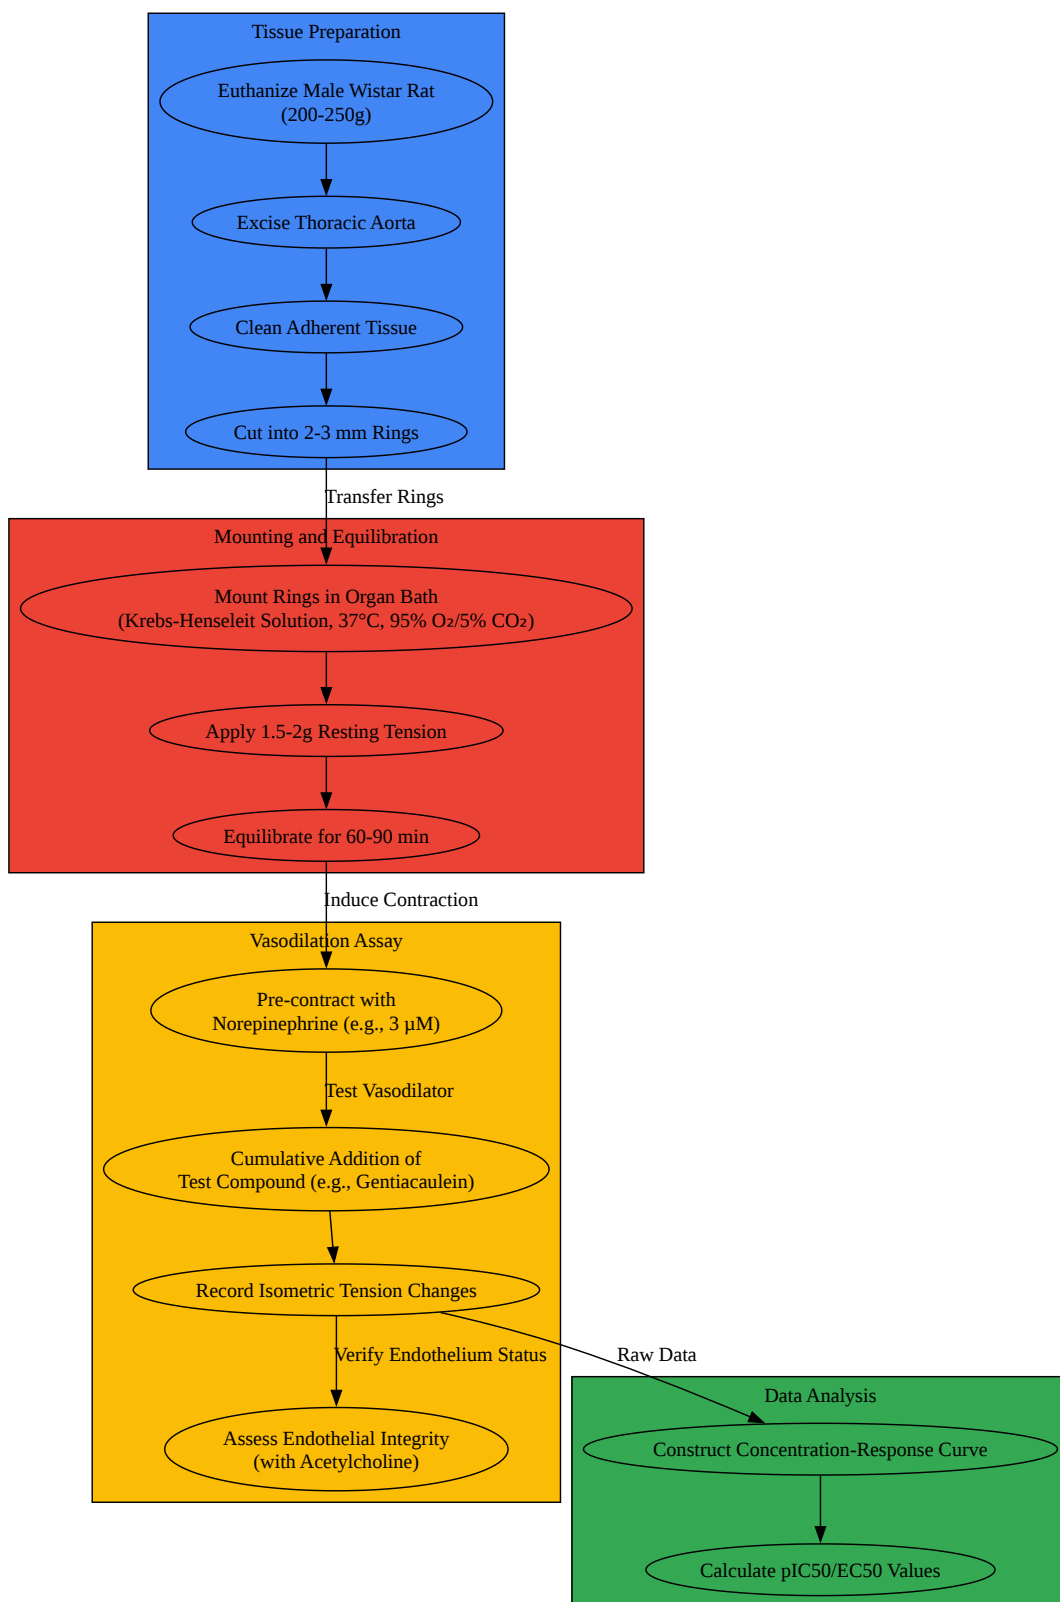 Tissue Preparation
Euthanize Male Wistar Rat
(200-250g)
Excise Thoracic Aorta
Clean Adherent Tissue
Cut into 2-3 mm Rings
Transfer Rings
Mounting and Equilibration
Mount Rings in Organ Bath
(Krebs-Henseleit Solution, 37°C, 95% O₂/5% CO₂)
Apply 1.5-2g Resting Tension
Equilibrate for 60-90 min
Induce Contraction
Vasodilation Assay
Pre-contract with
Norepinephrine (e.g., 3 µM)
Test Vasodilator
Cumulative Addition of
Test Compound (e.g., Gentiacaulein)
Record Isometric Tension Changes
Verify Endothelium Status
Raw Data
Assess Endothelial Integrity
(with Acetylcholine)
Data Analysis
Construct Concentration-Response Curve
Calculate pIC50/EC50 Values